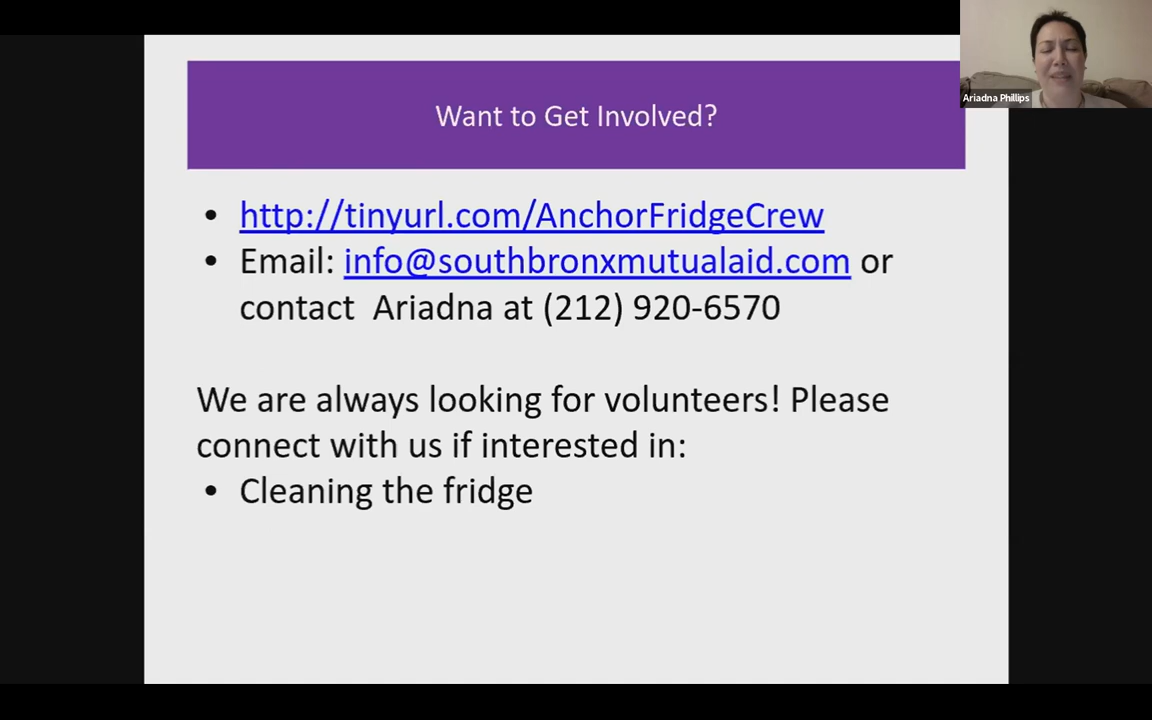 Want to Get Involved?
Ariadna Phillips
• http://tinyurl.com/AnchorFridgeCrew
• Email: info@southbronxmutualaid.com or
contact  Ariadna at (212) 920-6570
We are always looking for volunteers! Please
connect with us if interested in:
• Cleaning the fridge